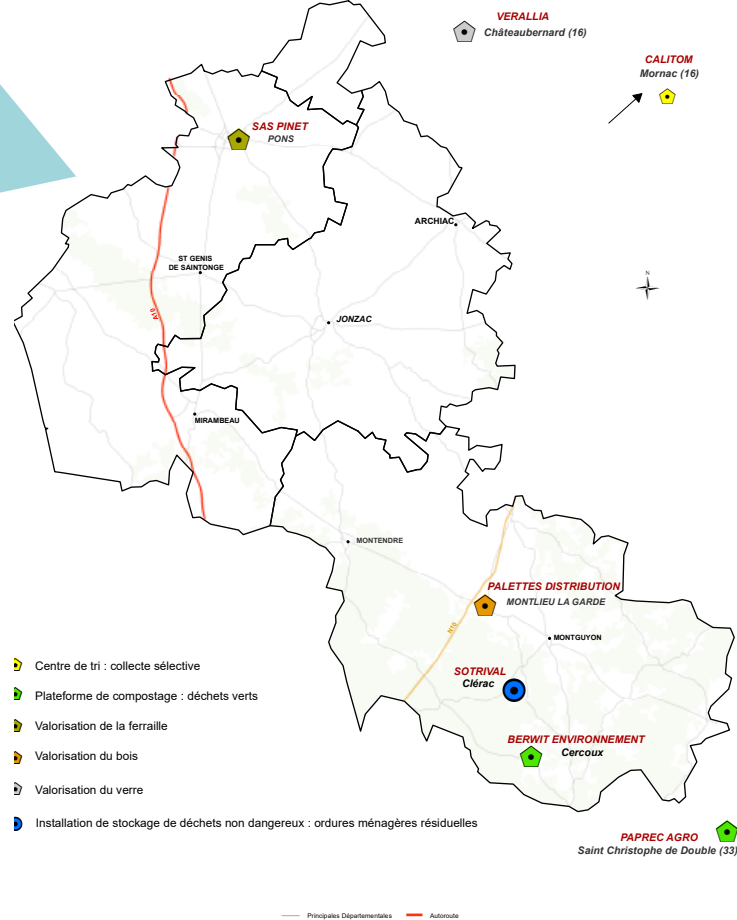 VERALLIA
Châteaubernard (16)
CALITOM
Mornac (16)
SAS PINET
PONS
ARCHIAC
ST GENIS
DE SAINTONGE
N
A10
JONZAC
MIRAMBEAU
MONTENDRE
PALETTES DISTRIBUTION
MONTLIEU LA GARDE
N10
MONTGUYON
SOTRIVAL
Clérac
BERWIT ENVIRONNEMENT
Cercoux
PAPREC AGRO
Saint Christophe de Double (33)
Centre de tri : collecte sélective
Plateforme de compostage : déchets verts
Valorisation de la ferraille
Valorisation du bois
Valorisation du verre
Installation de stockage de déchets non dangereux : ordures ménagères résiduelles
Principales Départementales
Autoroute